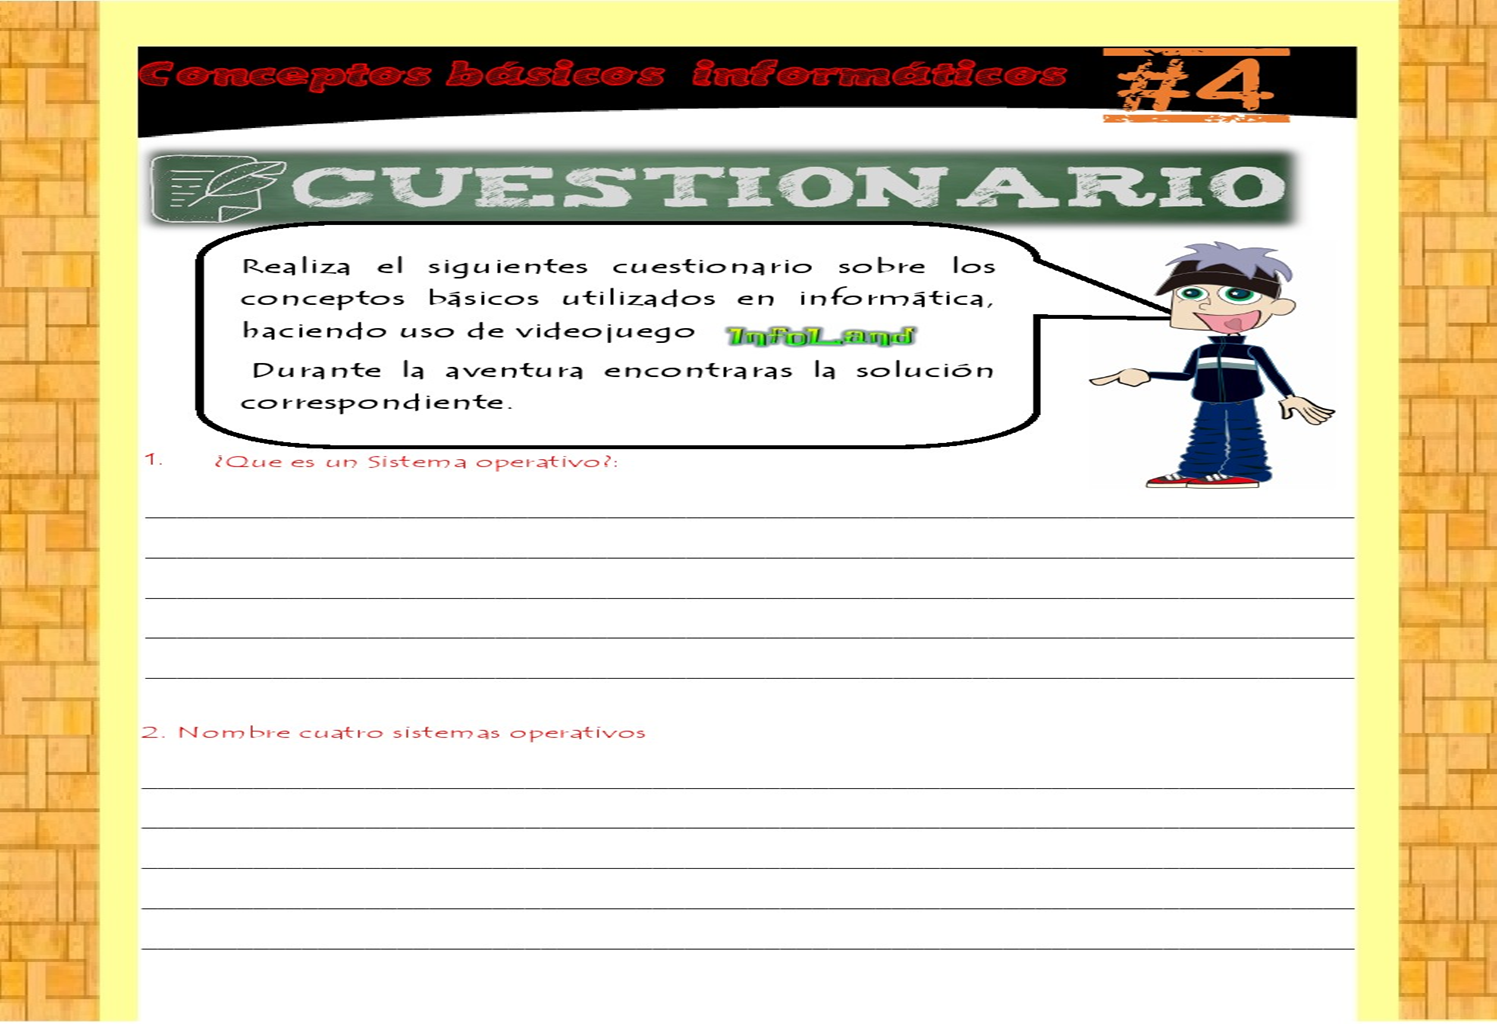 Conceptos básicos informáticos #4
CUESTIONARIO
Realiza el siguientes cuestionario sobre los
conceptos básicos utilizados en informática,
haciendo uso de videojuego InfoLand
Durante la aventura encontraras la solución
correspondiente.
1. ¿Que es un Sistema operativo?:
2. Nombre cuatro sistemas operativos